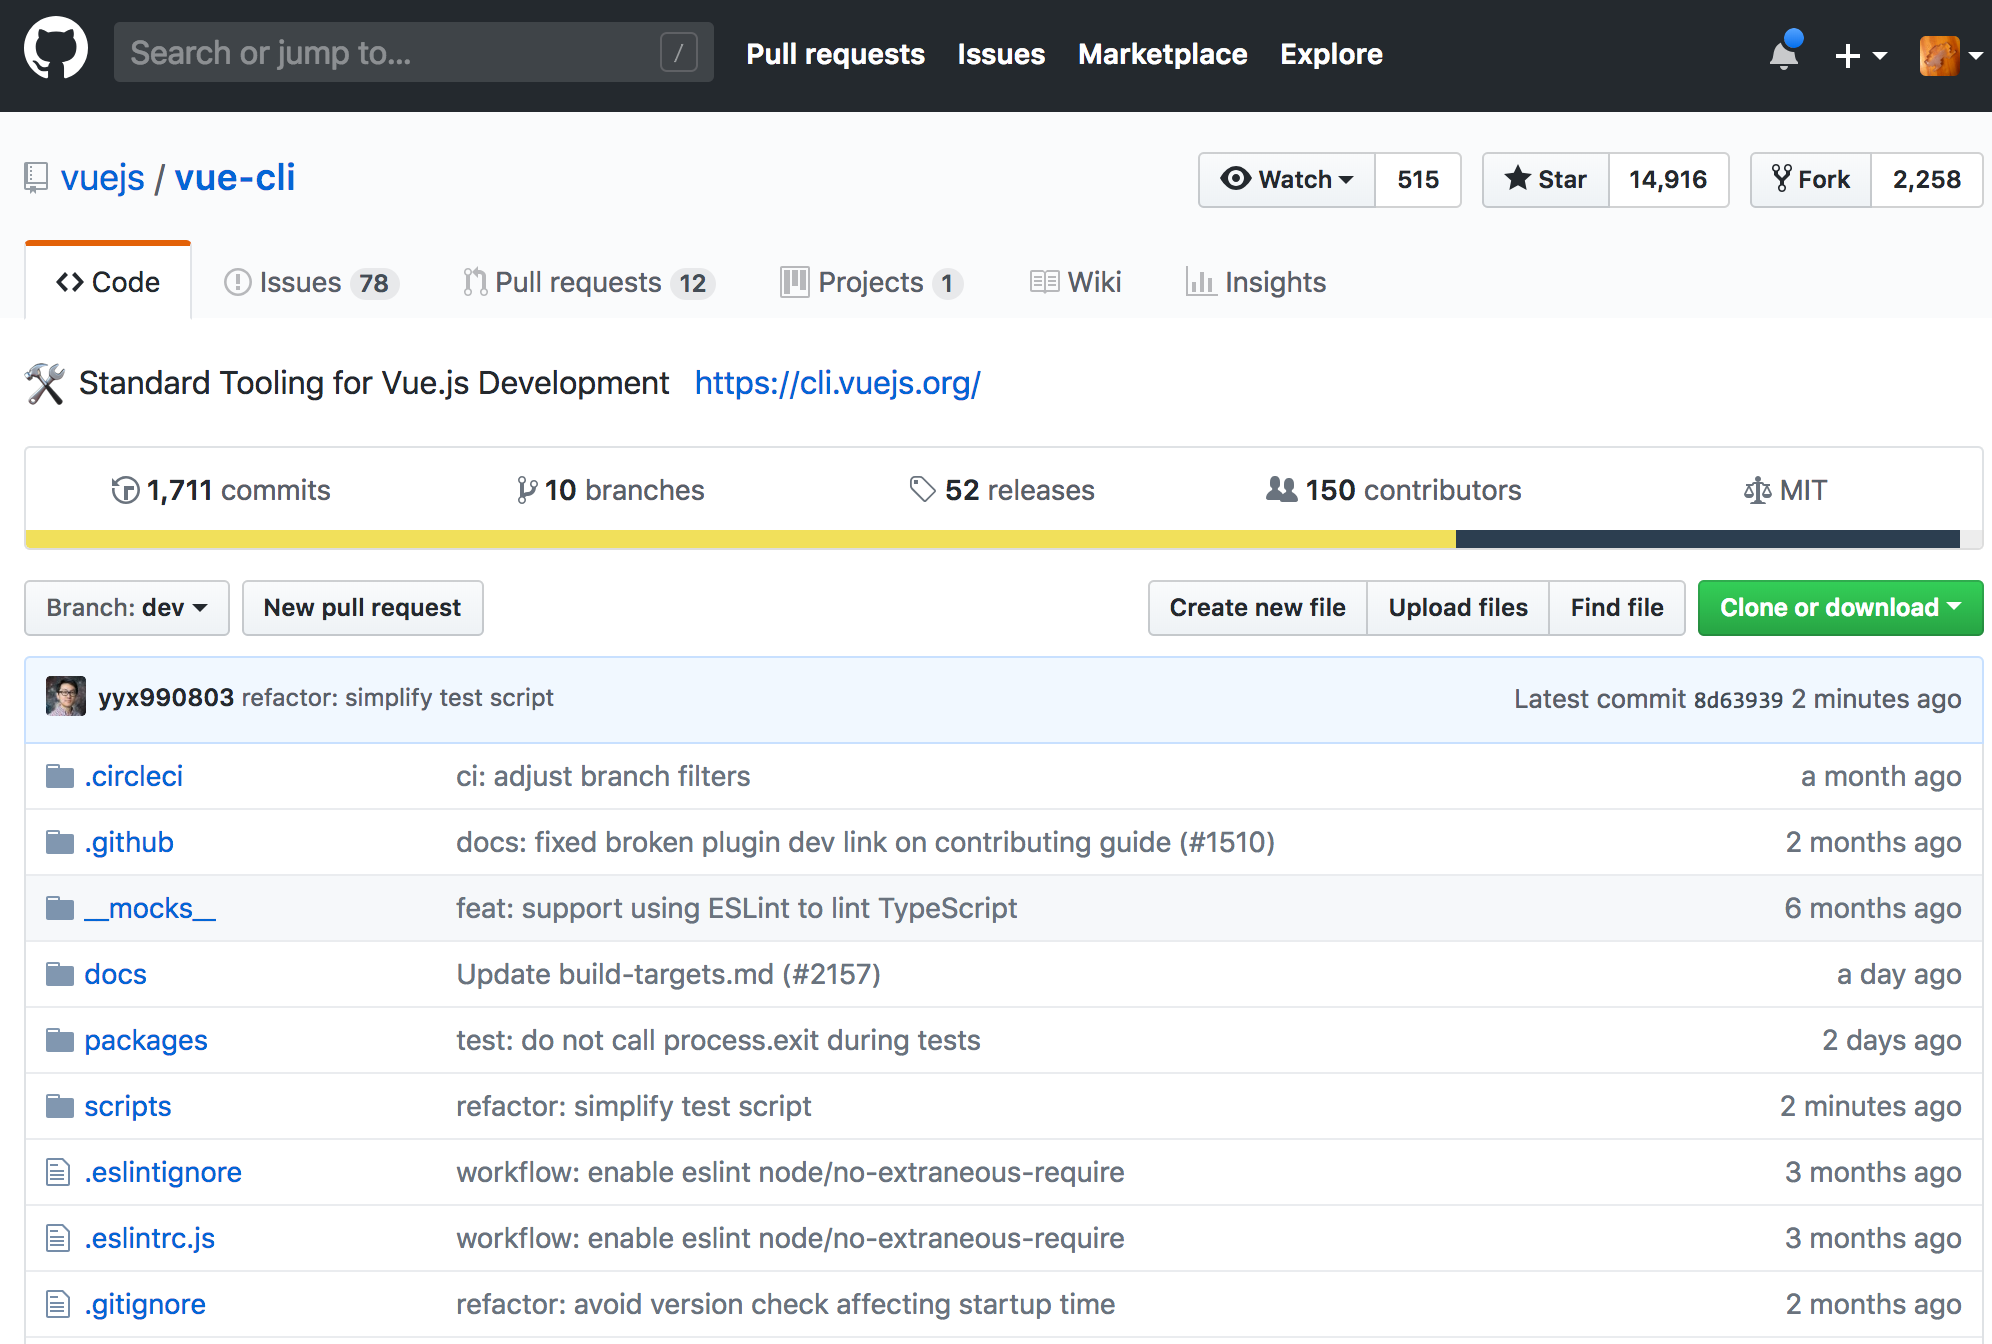 Search or jump to... / Pull requests Issues Marketplace Explore
vuejs / vue-cli Watch 515 Star 14,916 Fork 2,258
Code Issues 78 Pull requests 12 Projects 1 Wiki Insights
Standard Tooling for Vue.js Development https://cli.vuejs.org/
1,711 commits 10 branches 52 releases 150 contributors MIT
Branch: dev New pull request Create new file Upload files Find file Clone or download
yyx990803 refactor: simplify test script Latest commit 8d63939 2 minutes ago
.circleci ci: adjust branch filters a month ago
.github docs: fixed broken plugin dev link on contributing guide (#1510) 2 months ago
__mocks__ feat: support using ESLint to lint TypeScript 6 months ago
docs Update build-targets.md (#2157) a day ago
packages test: do not call process.exit during tests 2 days ago
scripts refactor: simplify test script 2 minutes ago
.eslintignore workflow: enable eslint node/no-extraneous-require 3 months ago
.eslintrc.js workflow: enable eslint node/no-extraneous-require 3 months ago
.gitignore refactor: avoid version check affecting startup time 2 months ago